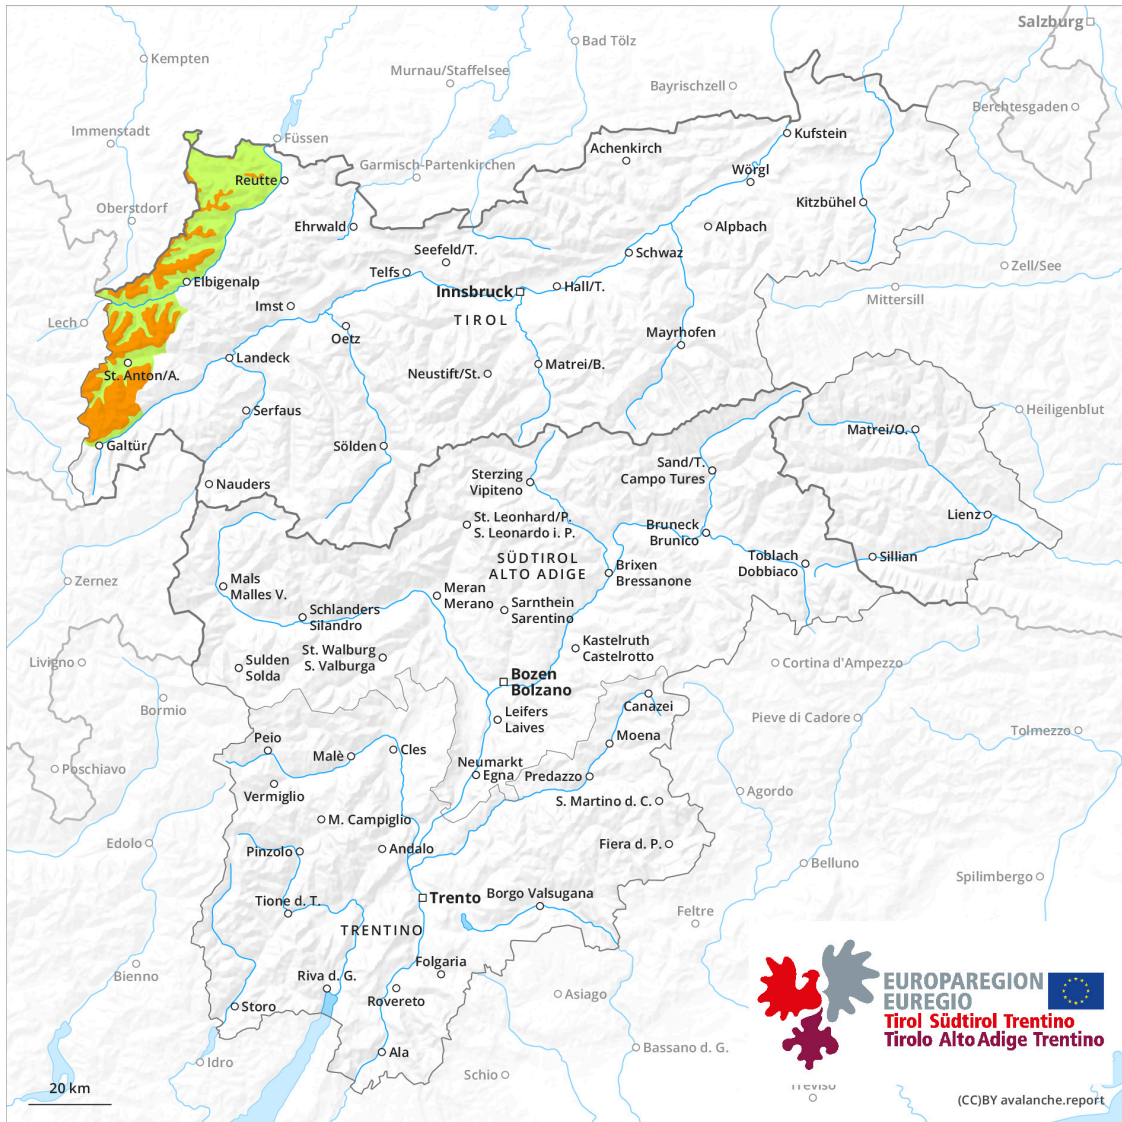 Salzburg
Bad Tölz
Kempten
Murnau/Staffelsee
Bayrischzell
Berchtesgaden
Immenstadt
Füssen
Kufstein
Achenkirch
Garmisch-Partenkirchen
Wörgl
Reutte
Kitzbühel
Oberstdorf
Ehrwald
Alpbach
Seefeld/T.
Schwaz
Zell/See
Telfs
Elbigenalp
Innsbruck
Hall/T.
Mittersill
Imst
Lech
TIROL
Mayrhofen
Oetz
Landeck
Matrei/B.
St. Anton/A.
Neustift/St.
Serfaus
Heiligenblut
Matrei/O.
Galtür
Sölden
Sand/T.
Campo Tures
Sterzing
Vipiteno
Nauders
St. Leonhard/P.
S. Leonardo i. P.
Lienz
Bruneck
Brunico
SÜDTIROL
ALTO ADIGE
Toblach
Dobbiaco
Sillian
Brixen
Bressanone
Zernez
Mals
Malles V.
Meran
Merano
Sarnthein
Sarentino
Schlanders
Silandro
Kastelruth
Castelrotto
St. Walburg
S. Valburga
Livigno
Sulden
Solda
Cortina d'Ampezzo
Bozen
Bolzano
Bormio
Canazei
Leifers
Laives
Pieve di Cadore
Tolmezzo
Moena
Peio
Malè
Cles
Neumarkt
Egna
Predazzo
Poschiavo
Vermiglio
Agordo
S. Martino d. C.
M. Campiglio
Edolo
Pinzolo
Andalo
Fiera d. P.
Belluno
Spilimbergo
Trento
Borgo Valsugana
Tione d. T.
Feltre
TRENTINO
Folgaria
Bienno
Riva d. G.
Rovereto
Asiago
Storo
EUROPAREGION
EUREGIO
Tirol Südtirol Trentino
Tirolo Alto Adige Trentino
Ala
Bassano d. G.
Idro
Schio
Treviso
20 km
(CC)BY avalanche.report